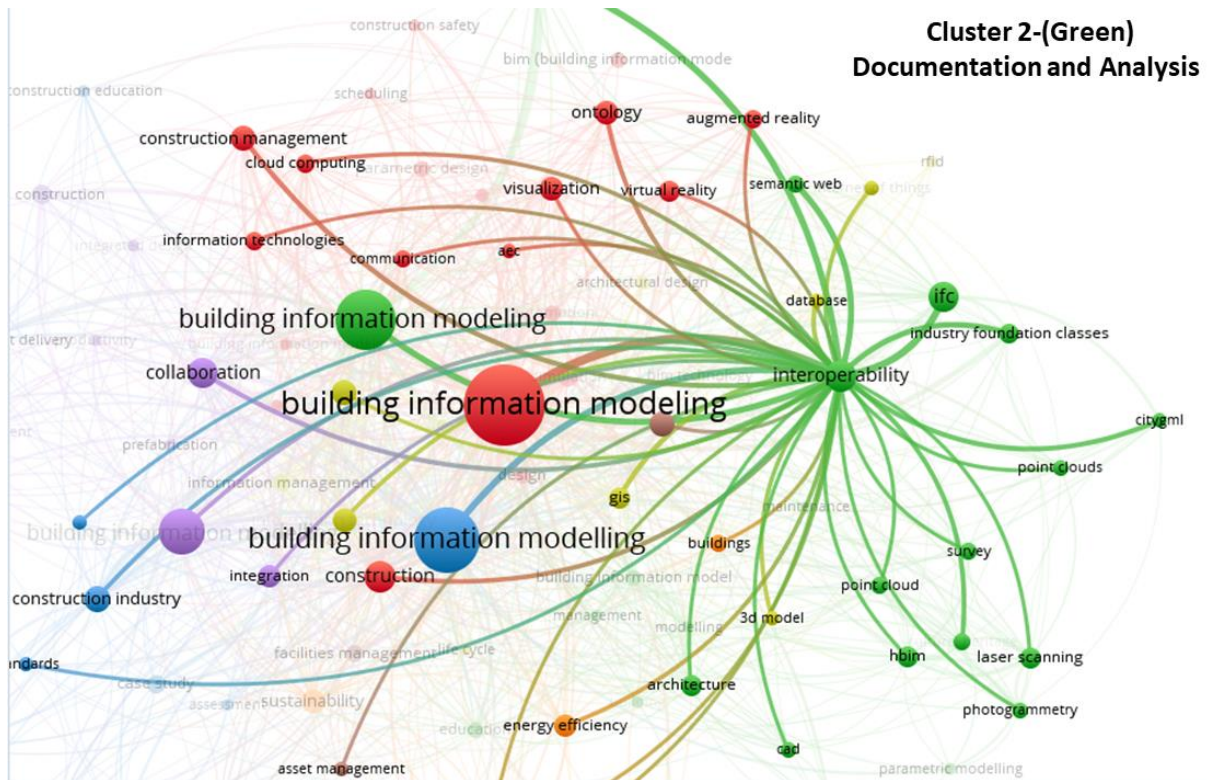 Cluster 2-(Green)
Documentation and Analysis
construction safety
bim (building information mode
construction education
scheduling
ontology
augmented reality
construction management
cloud computing
parametric design
rfid
visualization
virtual reality
semantic web
construction
information technologies
communication
aec
architectural design
database
ifc
building information modeling
industry foundation classes
t delivery
productivity
collaboration
interoperability
building information modeling
citygml
prefabrication
point clouds
information management
design
gis
maintenance
building information modelling
buildings
survey
integration
construction
building information model
point cloud
construction industry
management
3d model
modelling
facilities management
life cycle
hbim
laser scanning
andards
case study
architecture
assessment
sustainability
photogrammetry
education
energy efficiency
cad
asset management
parametric modelling